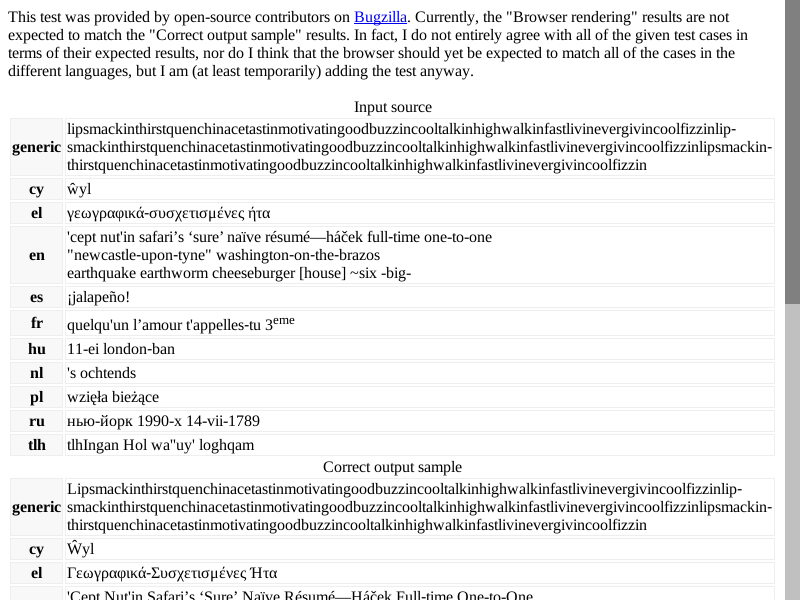 This test was provided by open-source contributors on Bugzilla. Currently, the "Browser rendering" results are not
expected to match the "Correct output sample" results. In fact, I do not entirely agree with all of the given test cases in
terms of their expected results, nor do I think that the browser should yet be expected to match all of the cases in the
different languages, but I am (at least temporarily) adding the test anyway.
Input source
generic lipsmackinthirstquenchinacetastinmotivatingoodbuzzincooltalkinhighwalkinfastlivinevergivincoolfizzinlip-
smackinthirstquenchinacetastinmotivatingoodbuzzincooltalkinhighwalkinfastlivinevergivincoolfizzinlipsmackin-
thirstquenchinacetastinmotivatingoodbuzzincooltalkinhighwalkinfastlivinevergivincoolfizzin
cy ŵyl
el γεωγραφικά-συσχετισμένες ήτα
en 'cept nut'in safari’s ‘sure’ naïve résumé—háček full-time one-to-one
"newcastle-upon-tyne" washington-on-the-brazos
earthquake earthworm cheeseburger [house] ~six -big-
es ¡jalapeño!
fr quelqu'un l’amour t'appelles-tu 3eme
hu 11-ei london-ban
nl 's ochtends
pl wzięła bieżące
ru нью-йорк 1990-х 14-vii-1789
tlh tlhIngan Hol wa''uy' loghqam
Correct output sample
generic Lipsmackinthirstquenchinacetastinmotivatingoodbuzzincooltalkinhighwalkinfastlivinevergivincoolfizzinlip-
smackinthirstquenchinacetastinmotivatingoodbuzzincooltalkinhighwalkinfastlivinevergivincoolfizzinlipsmackin-
thirstquenchinacetastinmotivatingoodbuzzincooltalkinhighwalkinfastlivinevergivincoolfizzin
cy Ŵyl
el Γεωγραφικά-Συσχετισμένες Ήτα
'Cept Nut'in Safari’s ‘Sure’ Naïve Résumé—Háček Full-time One-to-One